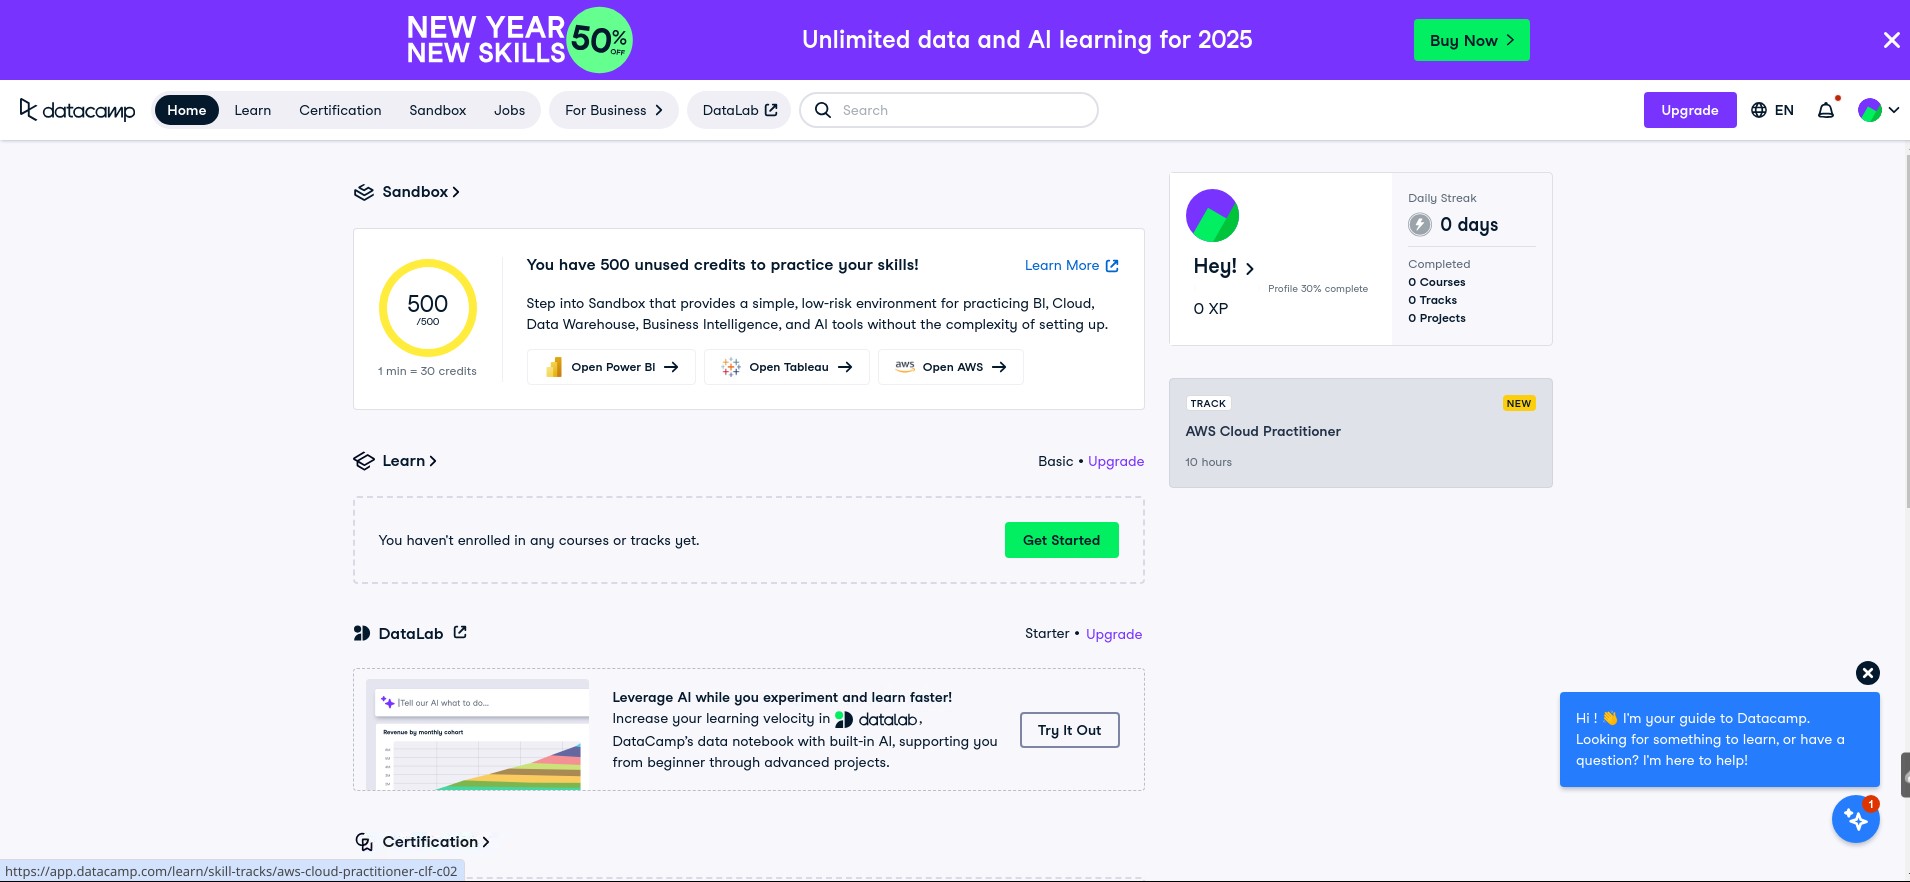 NEW YEAR
NEW SKILLS
50%
OFF
Unlimited data and AI learning for 2025
Buy Now
datacamp
Home
Learn
Certification
Sandbox
Jobs
For Business
DataLab
Search
Upgrade
EN
Sandbox
500
/500
1 min = 30 credits
You have 500 unused credits to practice your skills!
Learn More
Step into Sandbox that provides a simple, low-risk environment for practicing BI, Cloud,
Data Warehouse, Business Intelligence, and AI tools without the complexity of setting up.
Open Power BI
Open Tableau
aws
Open AWS
Hey!
0 XP
Profile 30% complete
Daily Streak
0 days
Completed
0 Courses
0 Tracks
0 Projects
TRACK
NEW
AWS Cloud Practitioner
10 hours
Learn
Basic • Upgrade
You haven't enrolled in any courses or tracks yet.
Get Started
DataLab
Starter • Upgrade
Tell our AI what to do...
Revenue by monthly cohort
Leverage AI while you experiment and learn faster!
Increase your learning velocity in datalab,
DataCamp's data notebook with built-in AI, supporting you
from beginner through advanced projects.
Try It Out
Certification
Hi ! 👋 I'm your guide to Datacamp.
Looking for something to learn, or have a
question? I'm here to help!
1
https://app.datacamp.com/learn/skill-tracks/aws-cloud-practitioner-clf-c02